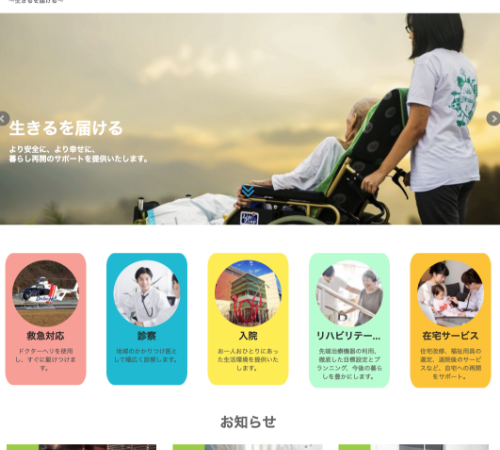 〜生きるを届ける〜
生きるを届ける
より安全に、より幸せに、
暮らし再開のサポートを提供いたします。
救急対応
ドクターヘリを使用
し、すぐに駆けつけま
す。
診察
地域のかかりつけ医と
して幅広く診察します。
入院
お一人おひとりにあっ
た生活環境を提供いた
します。
リハビリテー...
先端治療機器の利用、
徹底した目標設定とプ
ランニング、今後の暮ら
しを豊かにします。
在宅サービス
住宅改修、福祉用具の
選定、退院後のサービ
スなど、自宅への再開
をサポート。
お知らせ